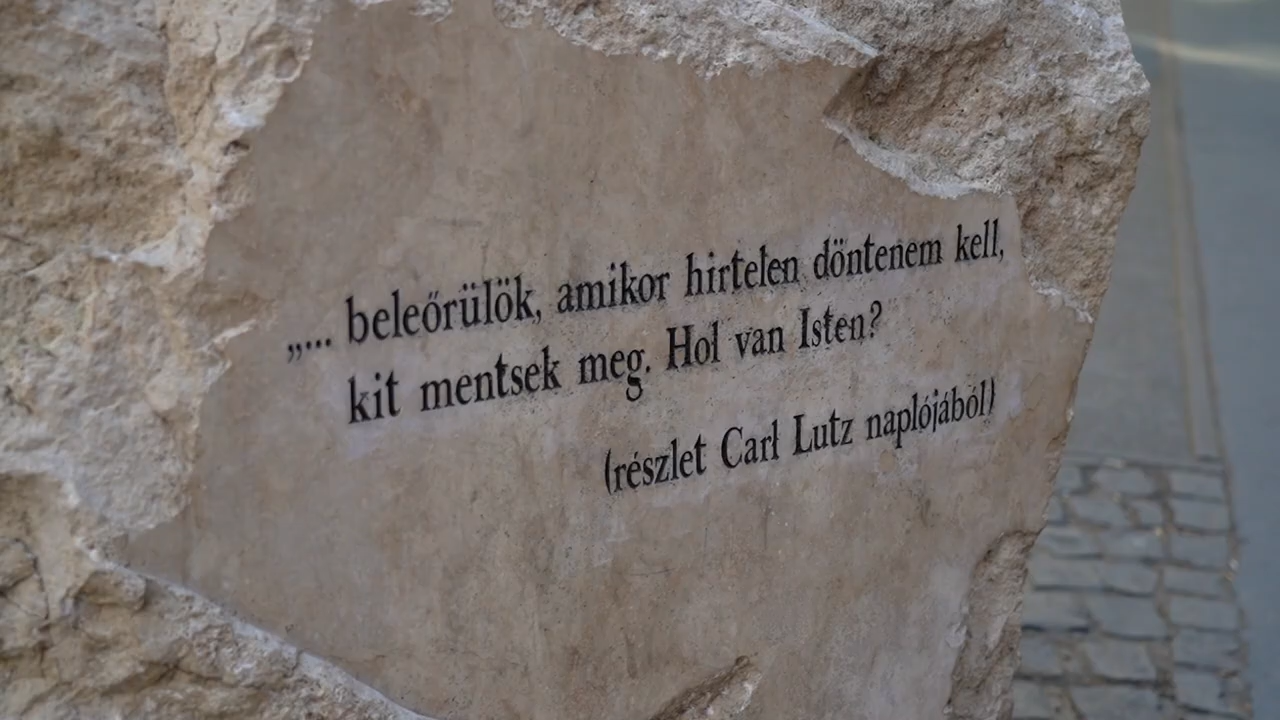 „... beleőrülök, amikor hirtelen döntenem kell,
kit mentsek meg. Hol van Isten?
(részlet Carl Lutz naplójából)